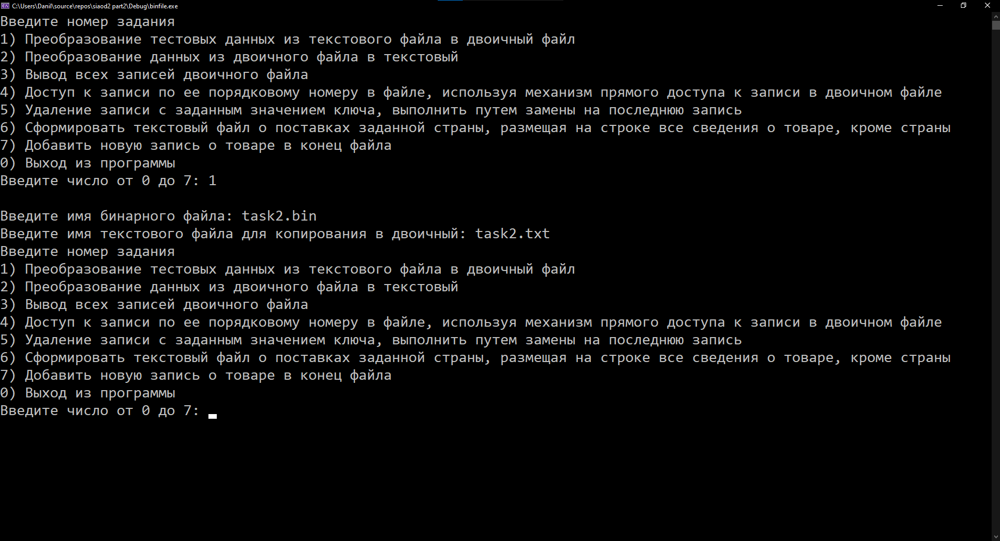 C:\Users\Danil\source\repos\siaod2 part2\Debug\binfile.exe
Введите номер задания
1) Преобразование тестовых данных из текстового файла в двоичный файл
2) Преобразование данных из двоичного файла в текстовый
3) Вывод всех записей двоичного файла
4) Доступ к записи по ее порядковому номеру в файле, используя механизм прямого доступа к записи в двоичном файле
5) Удаление записи с заданным значением ключа, выполнить путем замены на последнюю запись
6) Сформировать текстовый файл о поставках заданной страны, размещая на строке все сведения о товаре, кроме страны
7) Добавить новую запись о товаре в конец файла
0) Выход из программы
Введите число от 0 до 7: 1
Введите имя бинарного файла: task2.bin
Введите имя текстового файла для копирования в двоичный: task2.txt
Введите номер задания
1) Преобразование тестовых данных из текстового файла в двоичный файл
2) Преобразование данных из двоичного файла в текстовый
3) Вывод всех записей двоичного файла
4) Доступ к записи по ее порядковому номеру в файле, используя механизм прямого доступа к записи в двоичном файле
5) Удаление записи с заданным значением ключа, выполнить путем замены на последнюю запись
6) Сформировать текстовый файл о поставках заданной страны, размещая на строке все сведения о товаре, кроме страны
7) Добавить новую запись о товаре в конец файла
0) Выход из программы
Введите число от 0 до 7: